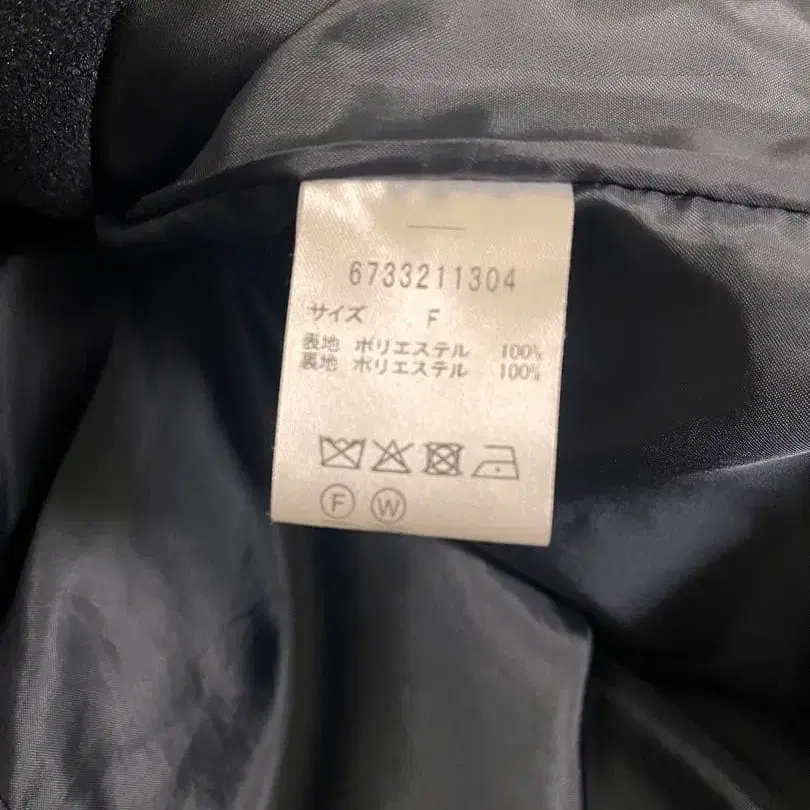 6733211304
サイズ F
表地 ポリエステル 100%
裏地 ポリエステル 100%
F W